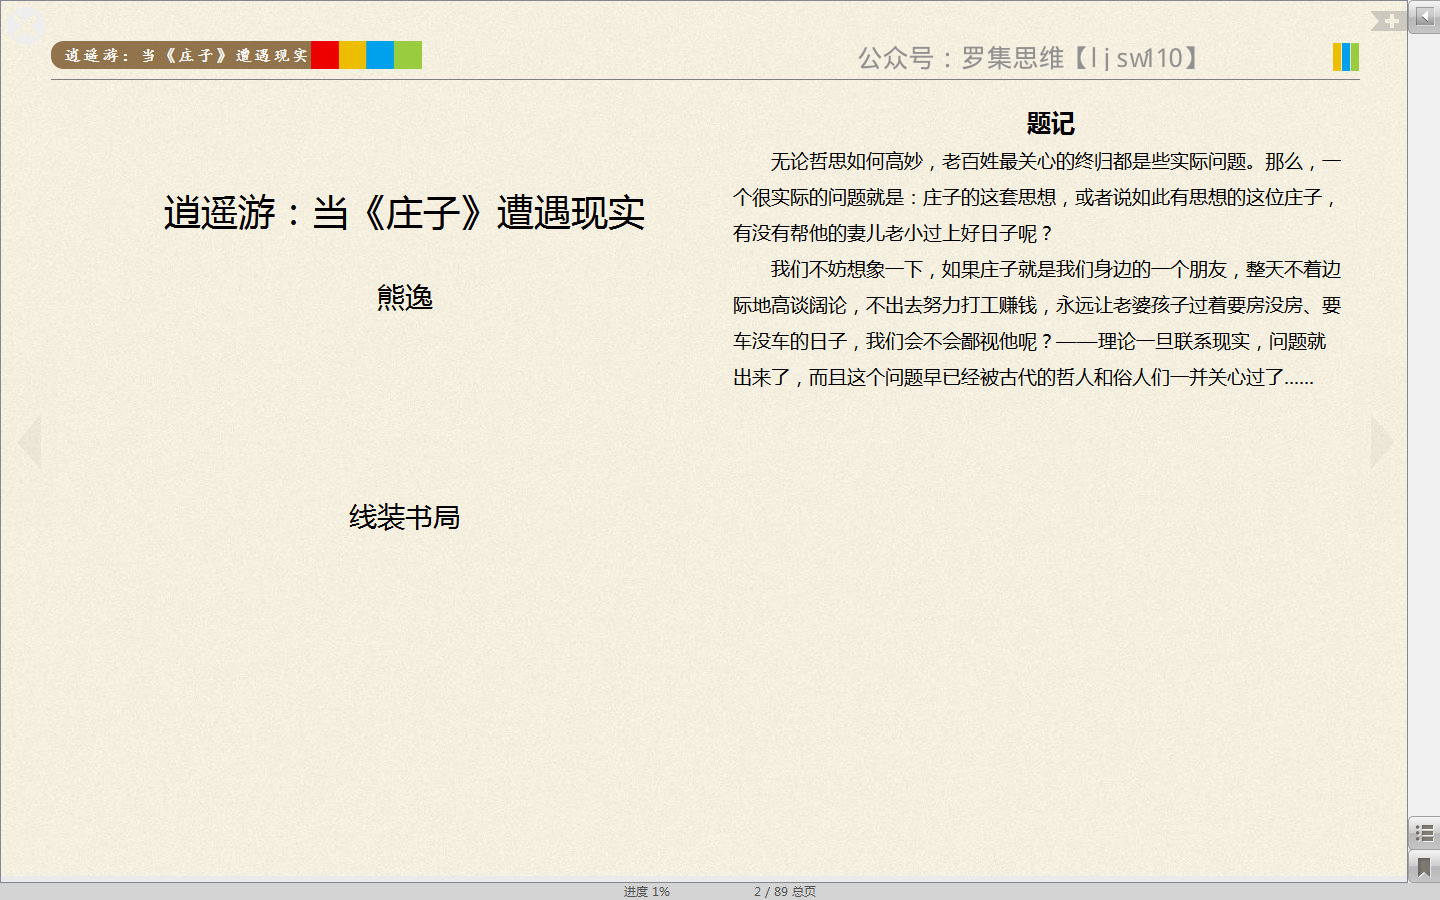 逍遥游：当《庄子》遭遇现实
公众号：罗集思维【ljsw110】
逍遥游：当《庄子》遭遇现实
熊逸
线装书局
题记
无论哲思如何高妙，老百姓最关心的终归都是些实际问题。那么，一
个很实际的问题就是：庄子的这套思想，或者说如此有思想的这位庄子，
有没有帮他的妻儿老小过上好日子呢？
我们不妨想象一下，如果庄子就是我们身边的一个朋友，整天不着边
际地高谈阔论，不出去努力打工赚钱，永远让老婆孩子过着要房没房、要
车没车的日子，我们会不会鄙视他呢？——理论一旦联系现实，问题就
出来了，而且这个问题早已经被古代的哲人和俗人们一并关心过了……
进度 1%
2 / 89 总页